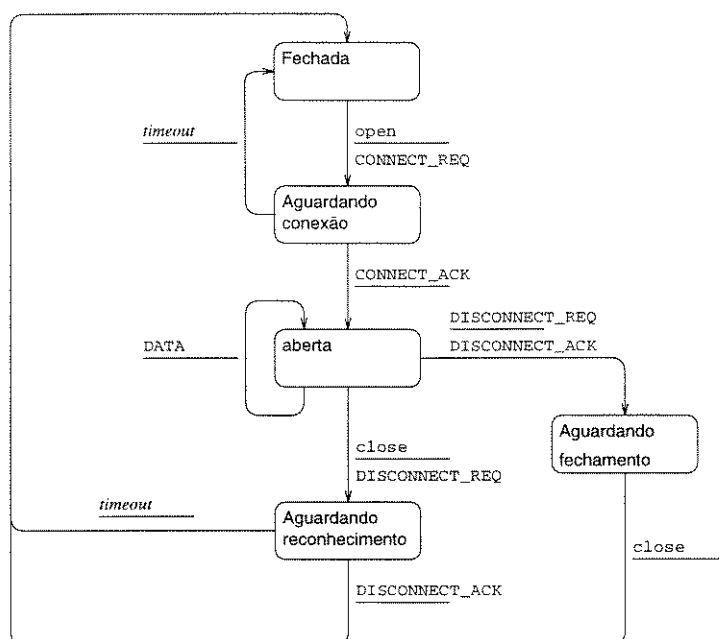 Fechada
timeout
open
CONNECT_REQ
Aguardando
conexão
CONNECT_ACK
DISCONNECT_REQ
DATA
aberta
DISCONNECT_ACK
Aguardando
fechamento
close
DISCONNECT_REQ
timeout
Aguardando
reconhecimento
close
DISCONNECT_ACK